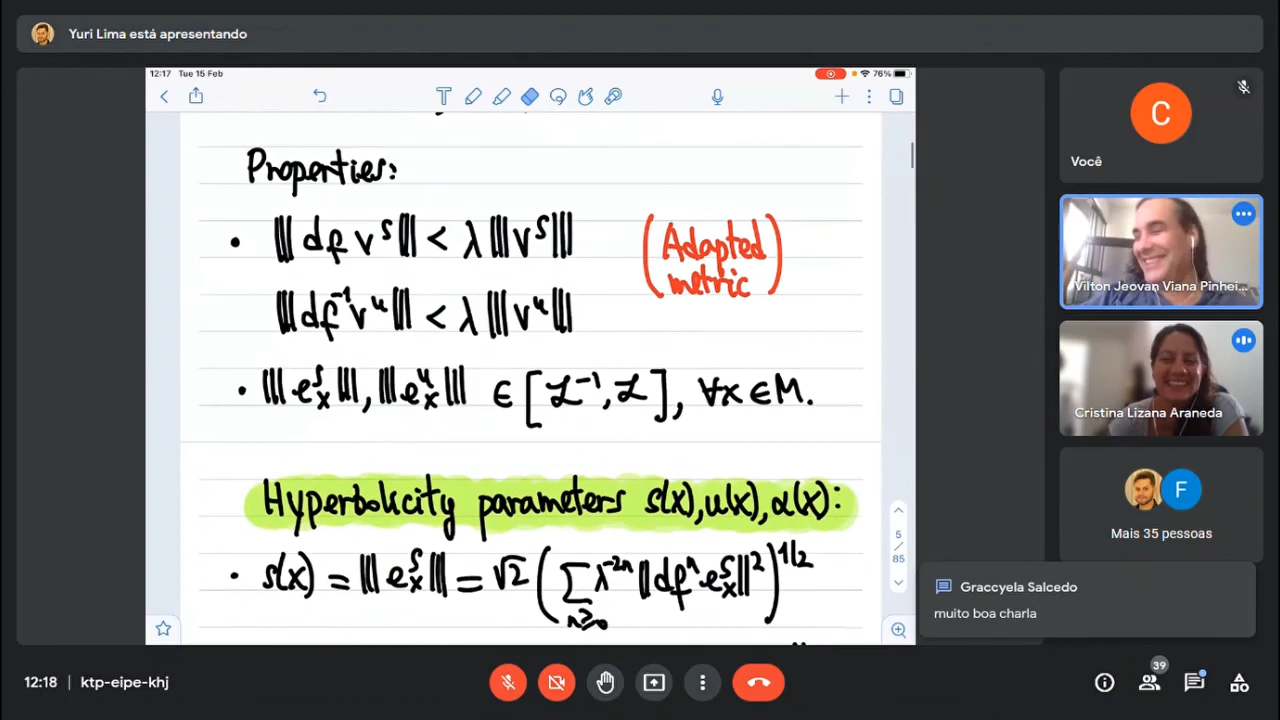 Yuri Lima está apresentando
12:17 Tue 15 Feb
76%
Properties:
• ||| df v^s ||| < λ ||| v^s |||
(Adapted
metric)
||| df^{-1} v^u ||| < λ ||| v^u |||
• ||| e^s_x |||, ||| e^u_x ||| ∈ [ℒ^{-1}, ℒ], ∀x ∈ M.
Hyperbolicity parameters s(x), u(x), α(x):
• s(x) = ||| e^s_x ||| = √2 ( ∑_{n≥0} λ^{-2n} || df^n e^s_x ||^2 )^{1/2}
5
/
85
C
Você
Vilton Jeovan Viana Pinhei...
Cristina Lizana Araneda
F
Mais 35 pessoas
Graccyela Salcedo
muito boa charla
12:18 | ktp-eipe-khj
39